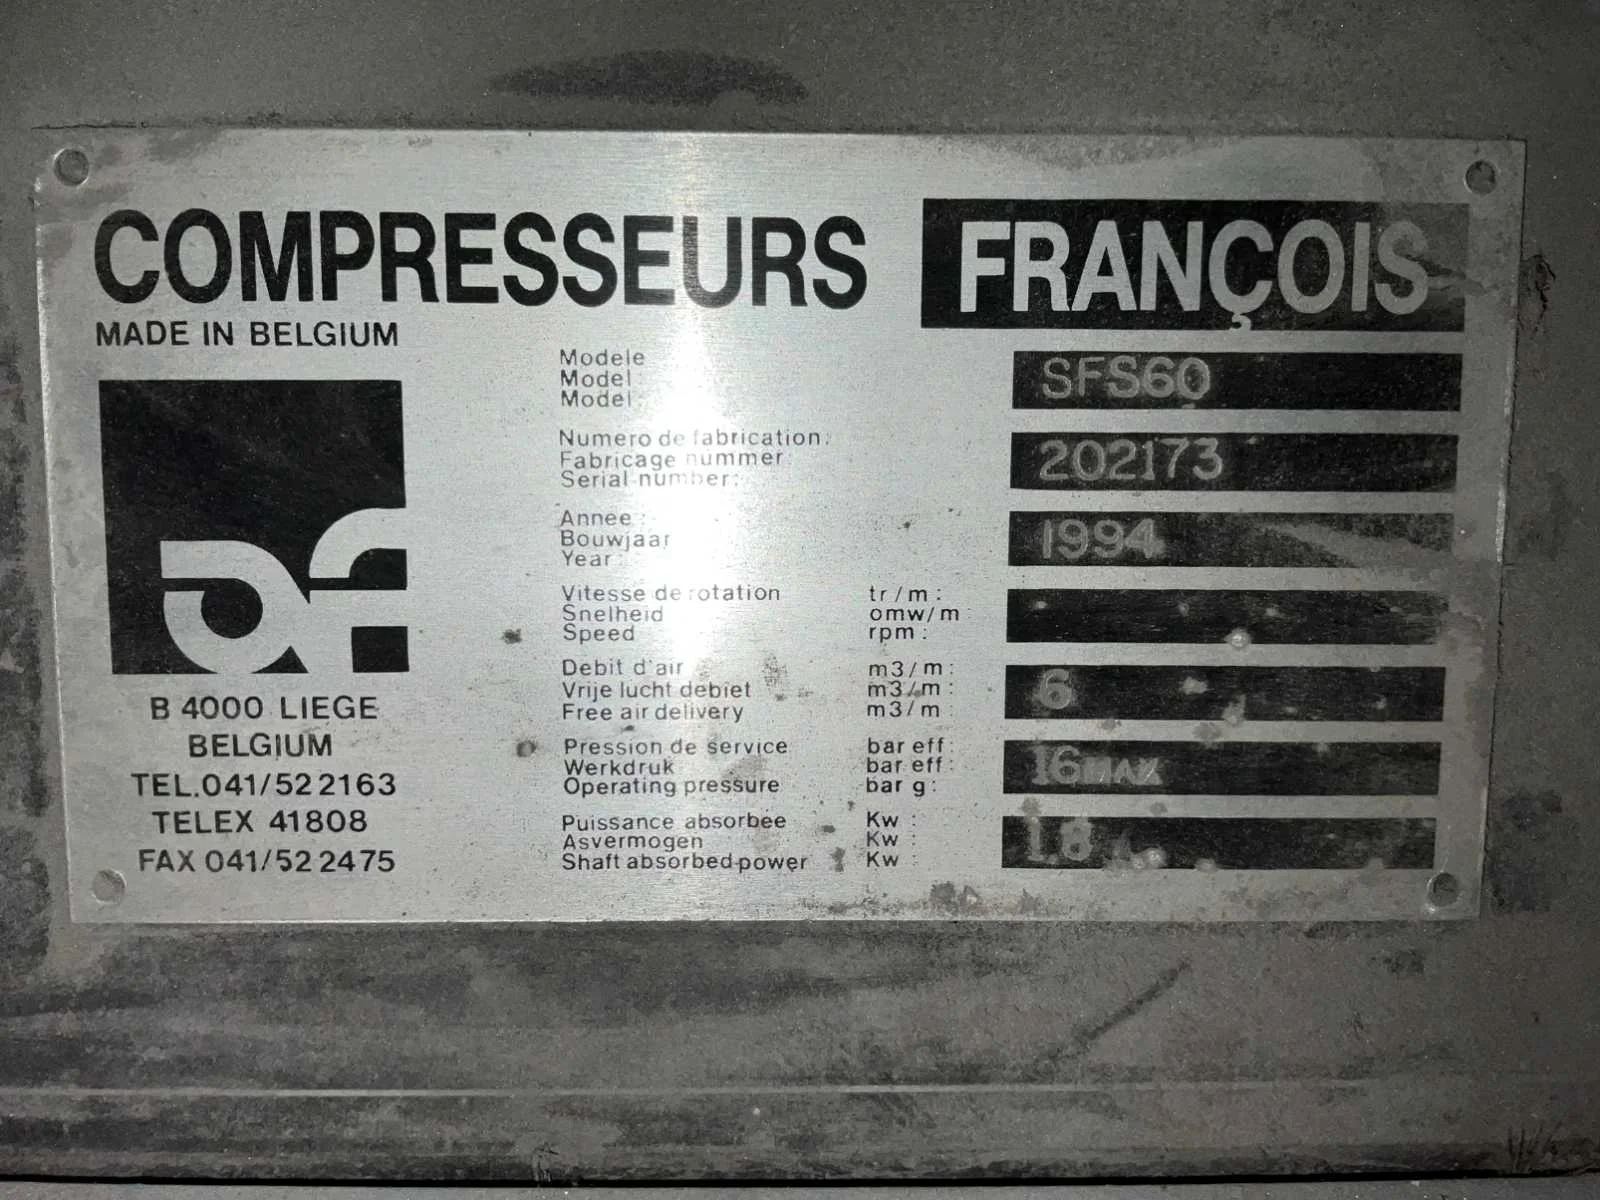 COMPRESSEURS FRANÇOIS
MADE IN BELGIUM
Modele
Model :
Model :
SFS60
Numero de fabrication:
Fabricage nummer:
Serial number:
202173
Annee :
Bouwjaar
Year :
1994
Vitesse de rotation tr/m :
Snelheid omw/m :
Speed rpm :
Debit d'air m3/m :
Vrije lucht debiet m3/m :
Free air delivery m3/m :
6
Pression de service bar eff:
Werkdruk bar eff:
Operating pressure bar g :
16 MAX
Puissance absorbee Kw :
Asvermogen Kw :
Shaft absorbed power Kw :
af
B 4000 LIEGE
BELGIUM
TEL.041/52 2163
TELEX 41808
FAX 041/52 2475